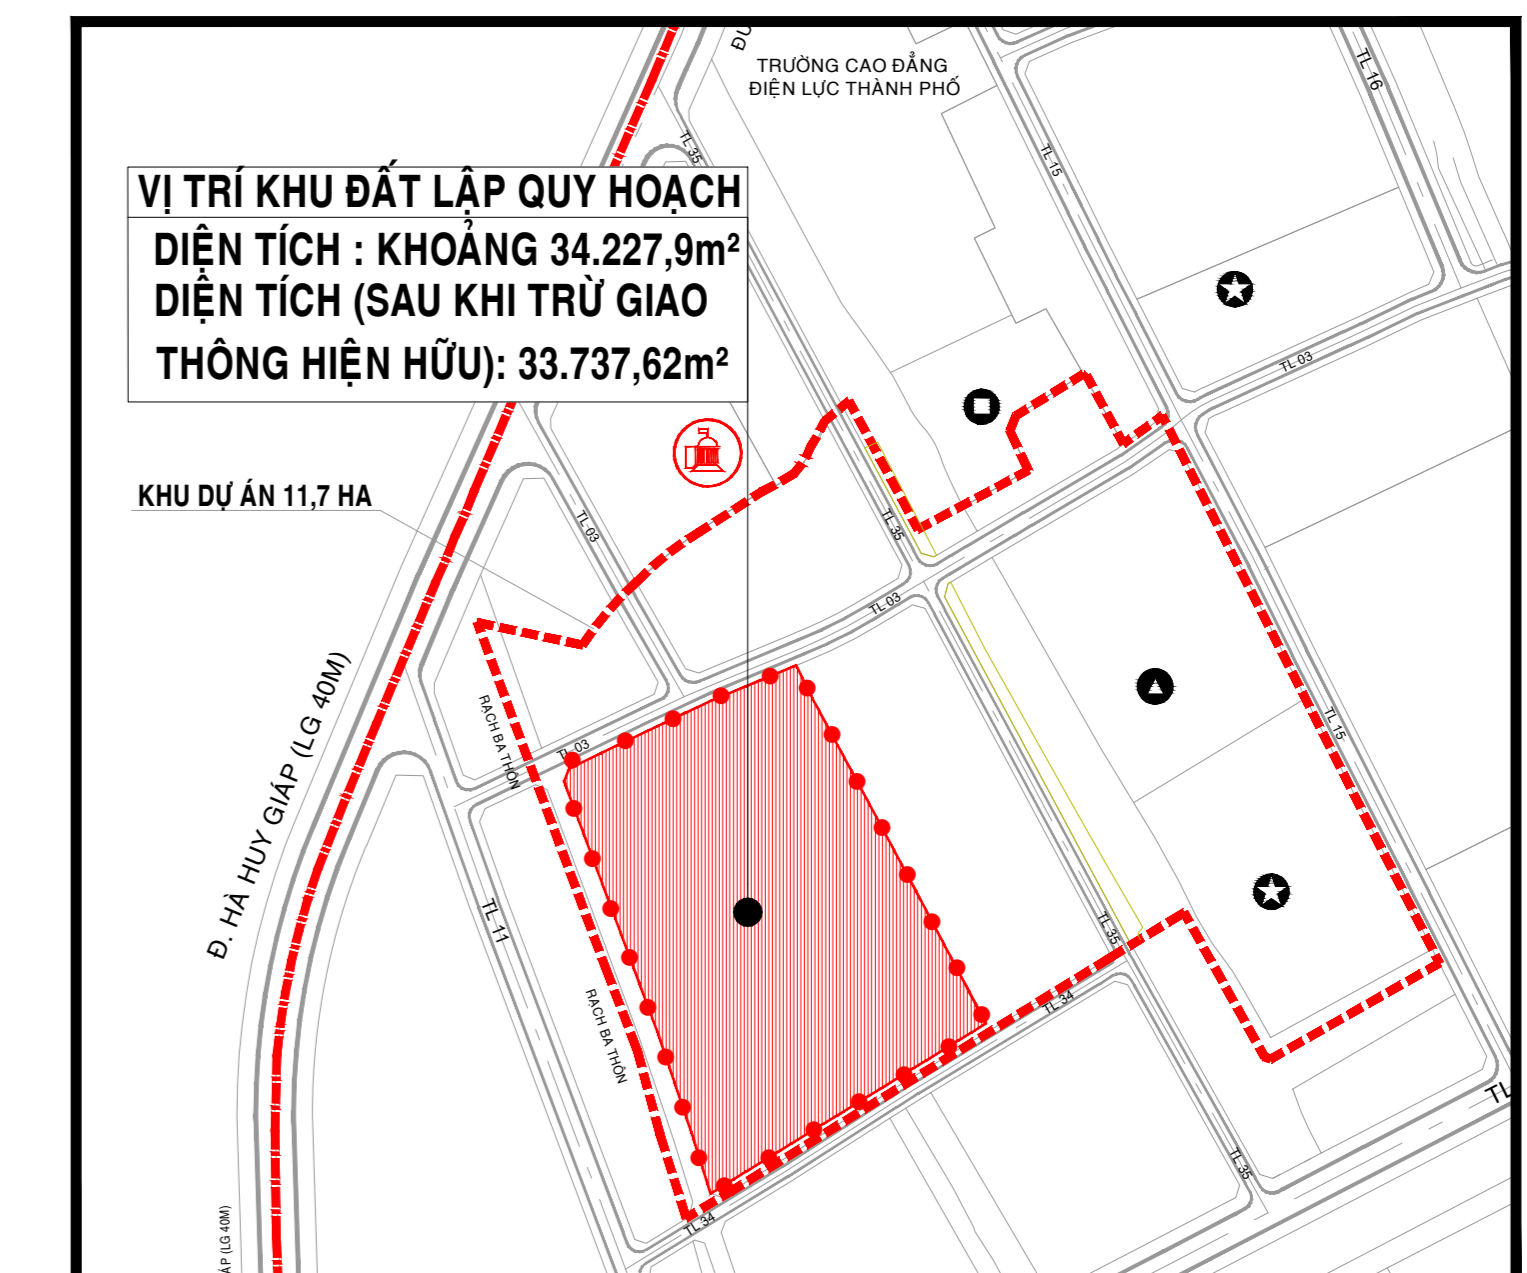 TRƯỜNG CAO ĐẲNG
ĐIỆN LỰC THÀNH PHỐ
TL 16
TL 35
TL 15
VỊ TRÍ KHU ĐẤT LẬP QUY HOẠCH
DIỆN TÍCH : KHOẢNG 34.227,9m²
DIỆN TÍCH (SAU KHI TRỪ GIAO
THÔNG HIỆN HỮU): 33.737,62m²
TL 03
KHU DỰ ÁN 11,7 HA
TL 03
TL 35
TL 03
Đ. HÀ HUY GIÁP (LG 40M)
RẠCH BA THÔN
TL 03
TL 15
TL 11
TL 35
RẠCH BA THÔN
TL 34
TL
TL 35
TL 34
ÁP (LG 40M)